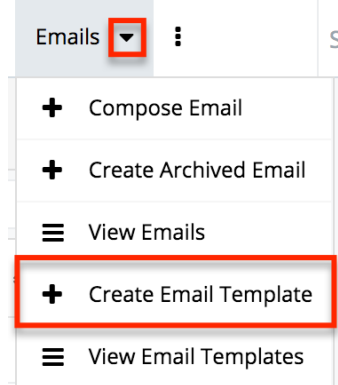 Emails
Compose Email
Create Archived Email
View Emails
Create Email Template
View Email Templates